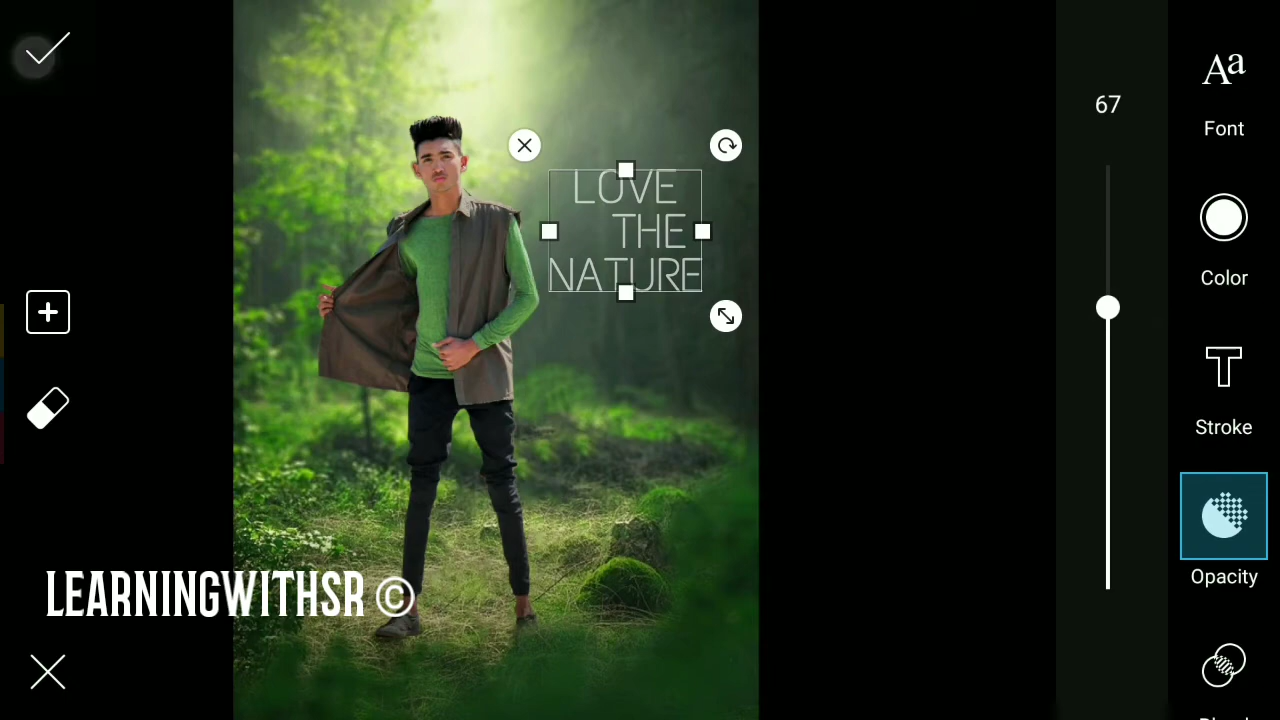 67
Font
Color
Stroke
Opacity
LOVE
THE
NATURE
LEARNINGWITHSR ©